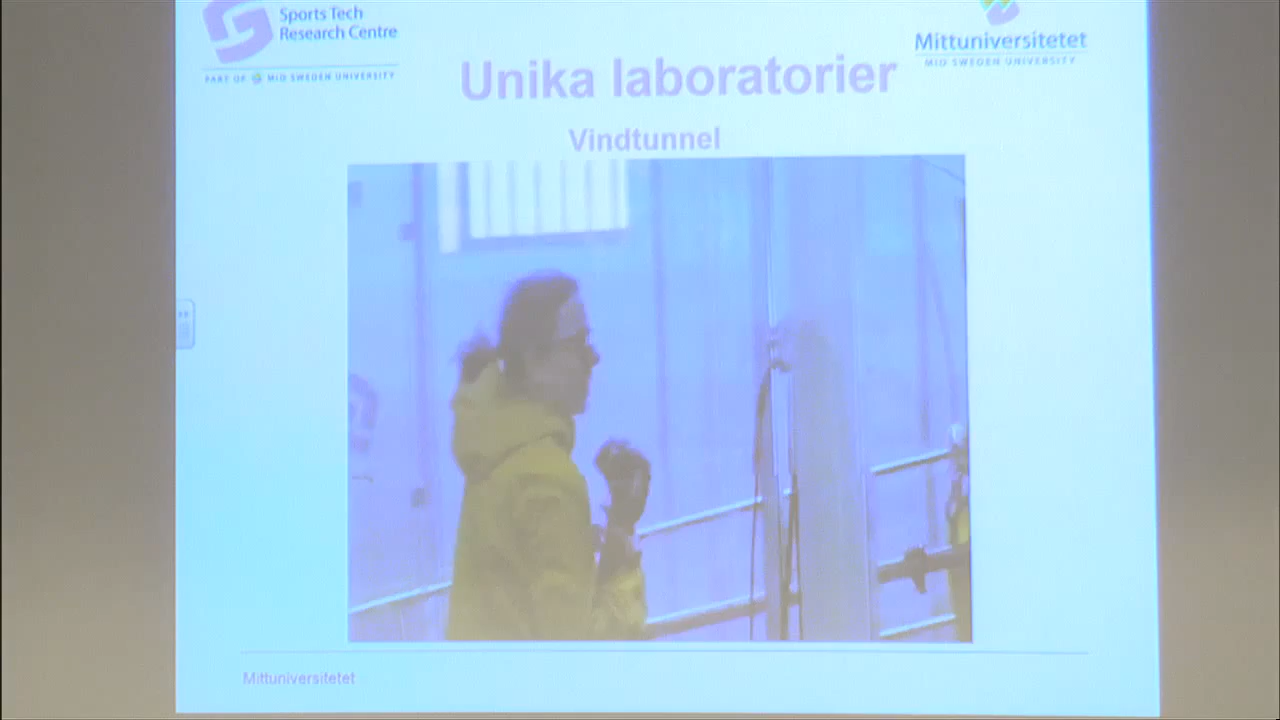 Sports Tech
Research Centre
PART OF MID SWEDEN UNIVERSITY
Mittuniversitetet
MID SWEDEN UNIVERSITY
Unika laboratorier
Vindtunnel
Mittuniversitetet